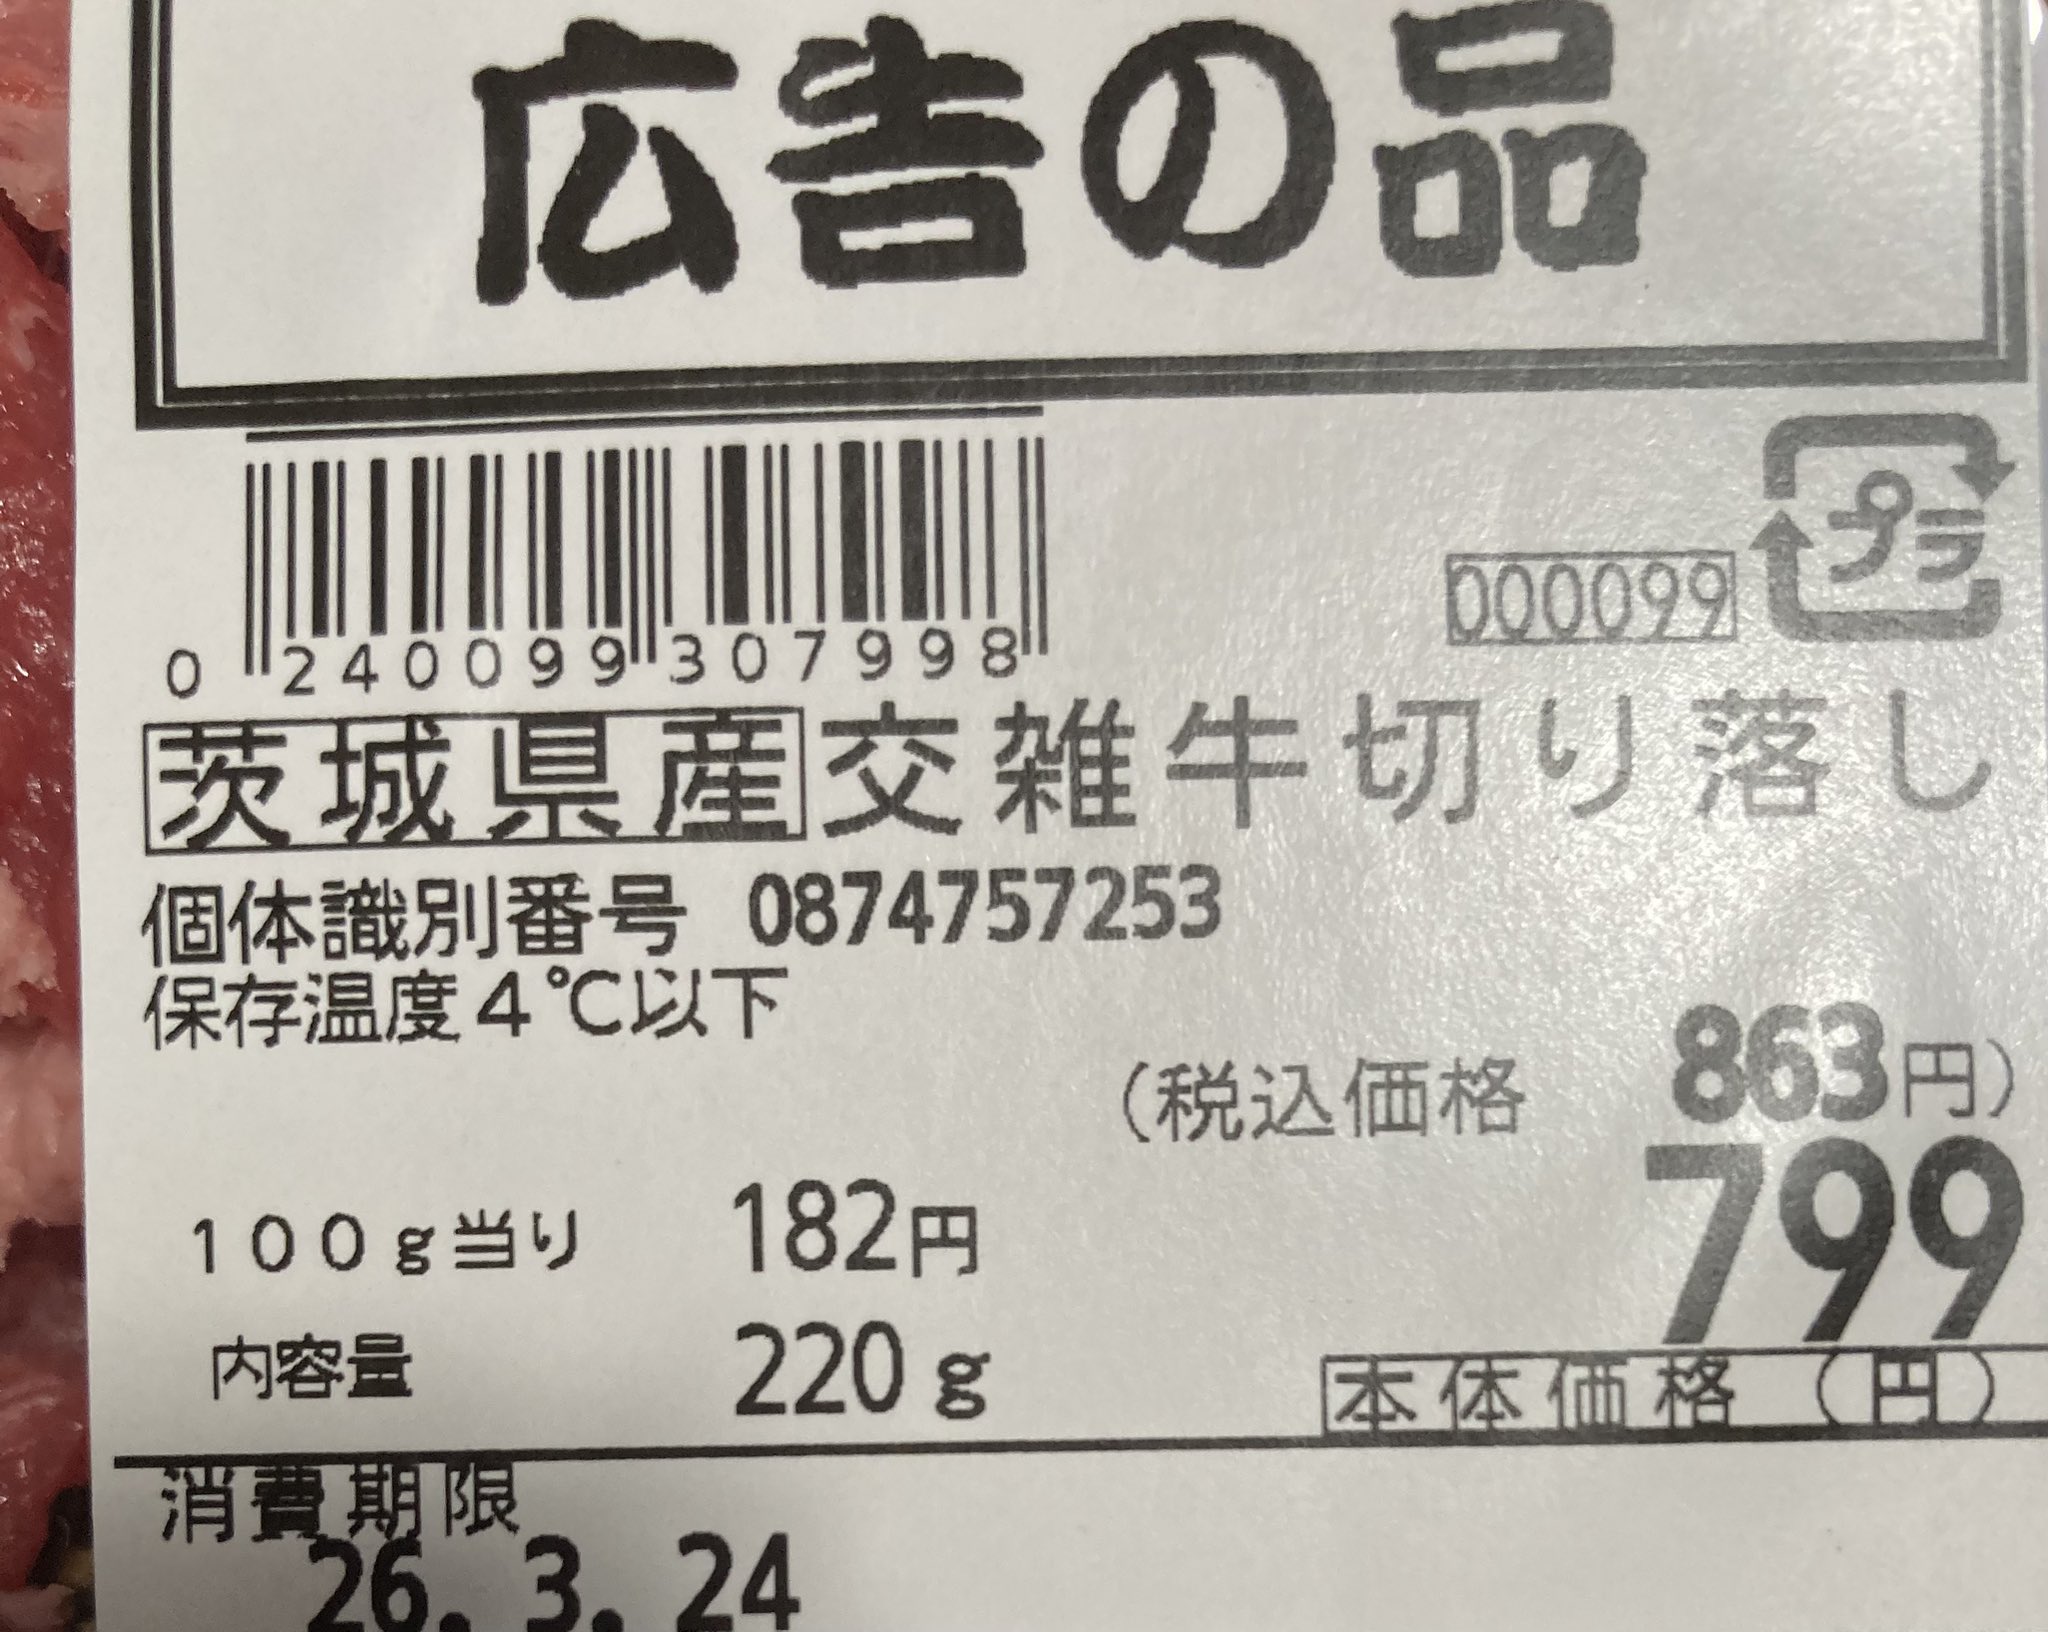 広告の品
プラ
000099
0 240099 307998
茨城県産 交雑牛切り落し
個体識別番号 0874757253
保存温度4℃以下
(税込価格 863円)
799
100g当り 182円
内容量 220g
本体価格(円)
消費期限
26. 3. 24